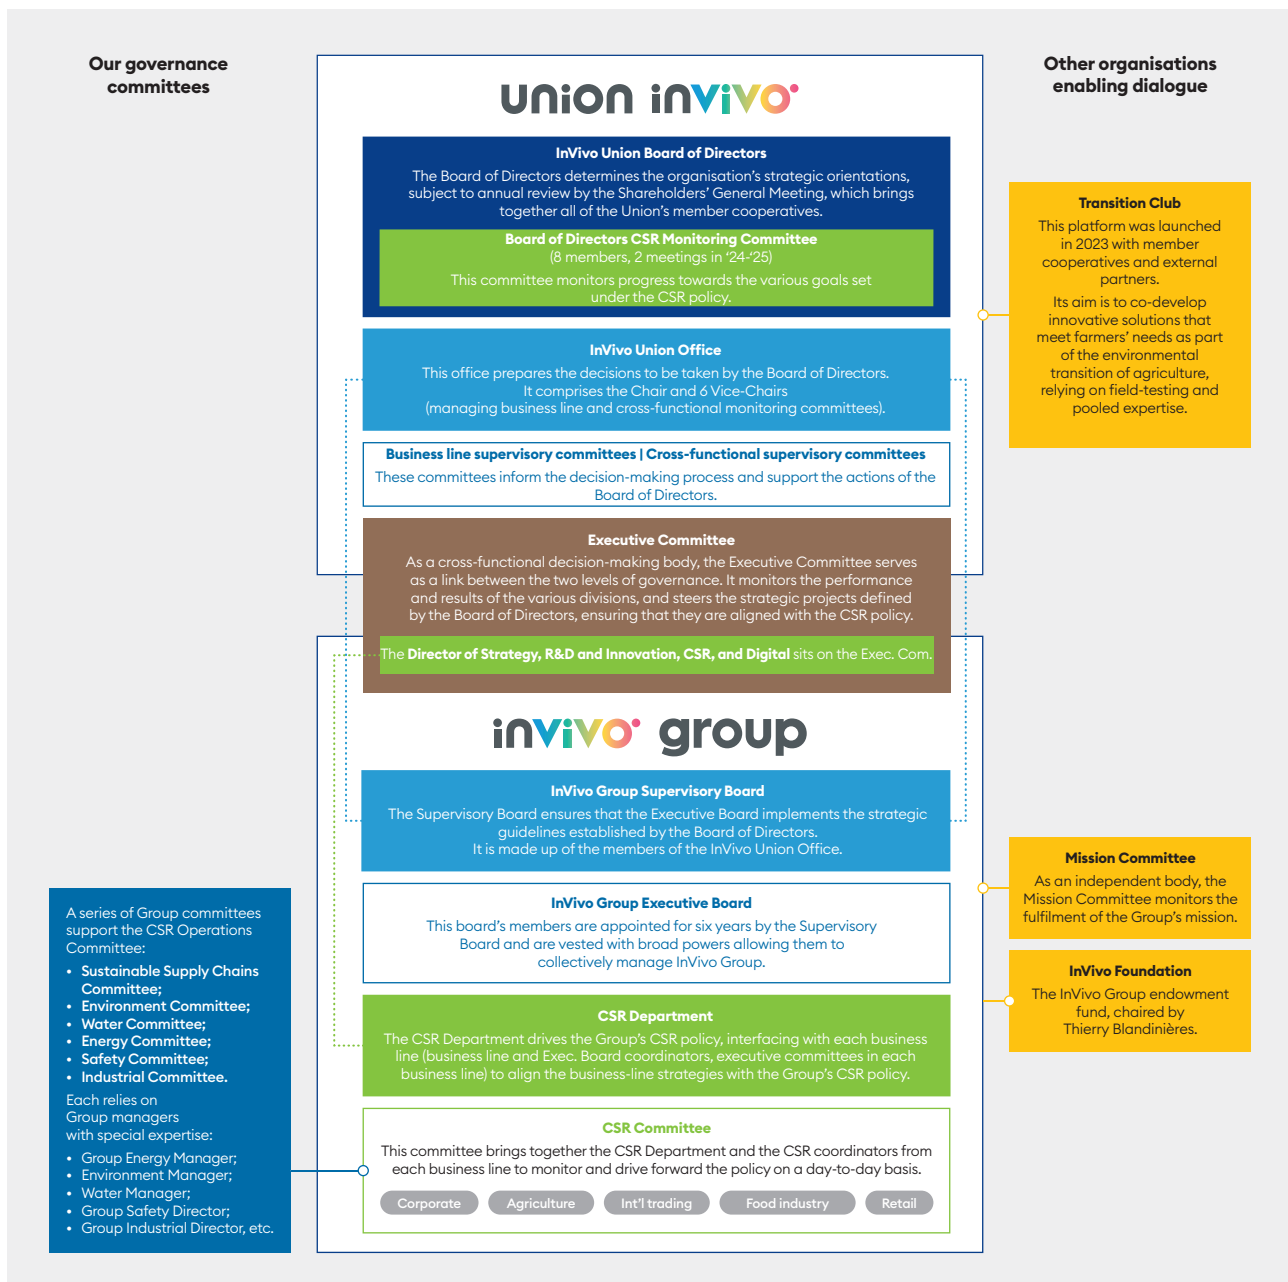 Our governance
committees
Other organisations
enabling dialogue
union invivo
InVivo Union Board of Directors
The Board of Directors determines the organisation's strategic orientations,
subject to annual review by the Shareholders' General Meeting, which brings
together all of the Union's member cooperatives.
Board of Directors CSR Monitoring Committee
(8 members, 2 meetings in '24-'25)
This committee monitors progress towards the various goals set
under the CSR policy.
InVivo Union Office
This office prepares the decisions to be taken by the Board of Directors.
It comprises the Chair and 6 Vice-Chairs
(managing business line and cross-functional monitoring committees).
Business line supervisory committees | Cross-functional supervisory committees
These committees inform the decision-making process and support the actions of the
Board of Directors.
Executive Committee
As a cross-functional decision-making body, the Executive Committee serves
as a link between the two levels of governance. It monitors the performance
and results of the various divisions, and steers the strategic projects defined
by the Board of Directors, ensuring that they are aligned with the CSR policy.
The Director of Strategy, R&D and Innovation, CSR, and Digital sits on the Exec. Com.
Transition Club
This platform was launched
in 2023 with member
cooperatives and external
partners.
Its aim is to co-develop
innovative solutions that
meet farmers' needs as part
of the environmental
transition of agriculture,
relying on field-testing and
pooled expertise.
invivo group
InVivo Group Supervisory Board
The Supervisory Board ensures that the Executive Board implements the strategic
guidelines established by the Board of Directors.
It is made up of the members of the InVivo Union Office.
InVivo Group Executive Board
This board's members are appointed for six years by the Supervisory
Board and are vested with broad powers allowing them to
collectively manage InVivo Group.
CSR Department
The CSR Department drives the Group's CSR policy, interfacing with each business
line (business line and Exec. Board coordinators, executive committees in each
business line) to align the business-line strategies with the Group's CSR policy.
CSR Committee
This committee brings together the CSR Department and the CSR coordinators from
each business line to monitor and drive forward the policy on a day-to-day basis.
Corporate
Agriculture
Int'l trading
Food industry
Retail
A series of Group committees
support the CSR Operations
Committee:
• Sustainable Supply Chains
Committee;
• Environment Committee;
• Water Committee;
• Energy Committee;
• Safety Committee;
• Industrial Committee.
Each relies on
Group managers
with special expertise:
• Group Energy Manager;
• Environment Manager;
• Water Manager;
• Group Safety Director;
• Group Industrial Director, etc.
Mission Committee
As an independent body, the
Mission Committee monitors the
fulfilment of the Group's mission.
InVivo Foundation
The InVivo Group endowment
fund, chaired by
Thierry Blandinières.